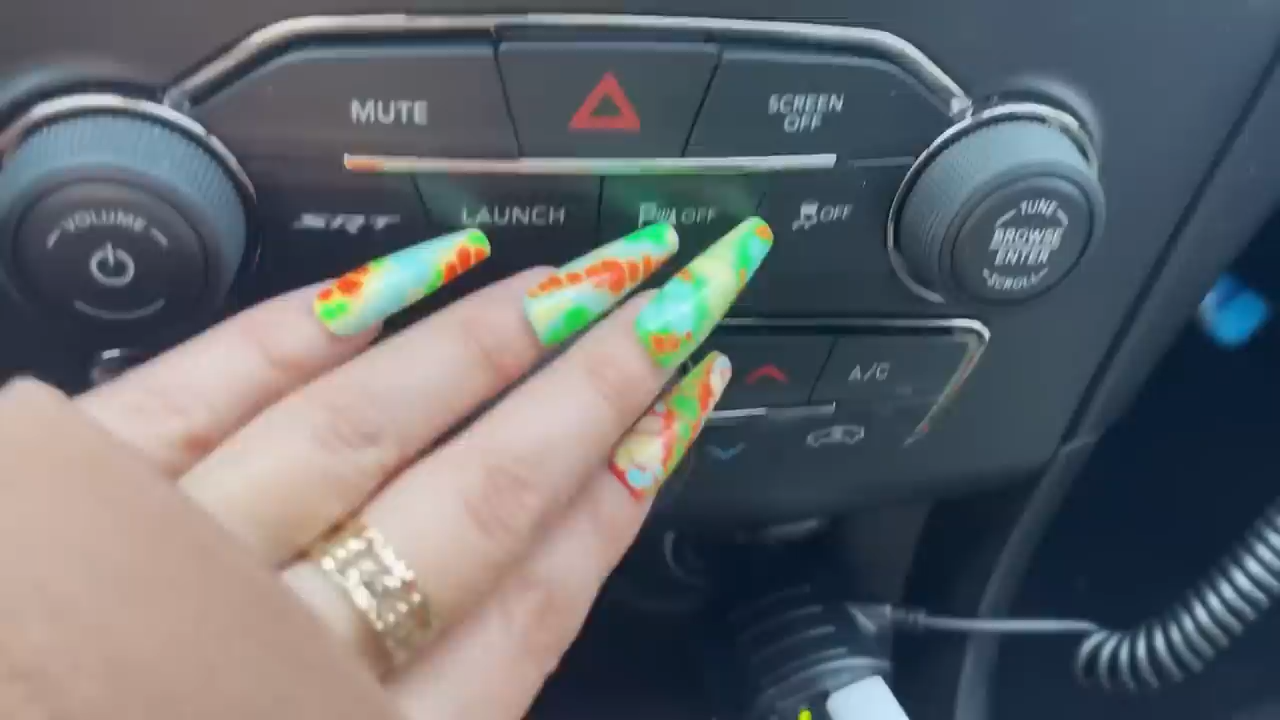 MUTE
SCREEN
OFF
VOLUME
SRT
LAUNCH
OFF
OFF
TUNE
BROWSE
ENTER
SCROLL
A/C